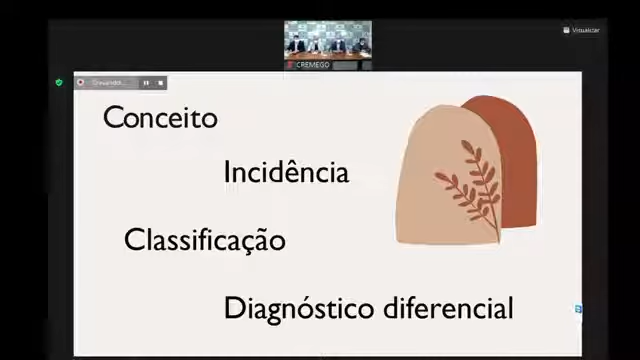 Visualizar
CREMEGO
Conceito
Incidência
Classificação
Diagnóstico diferencial